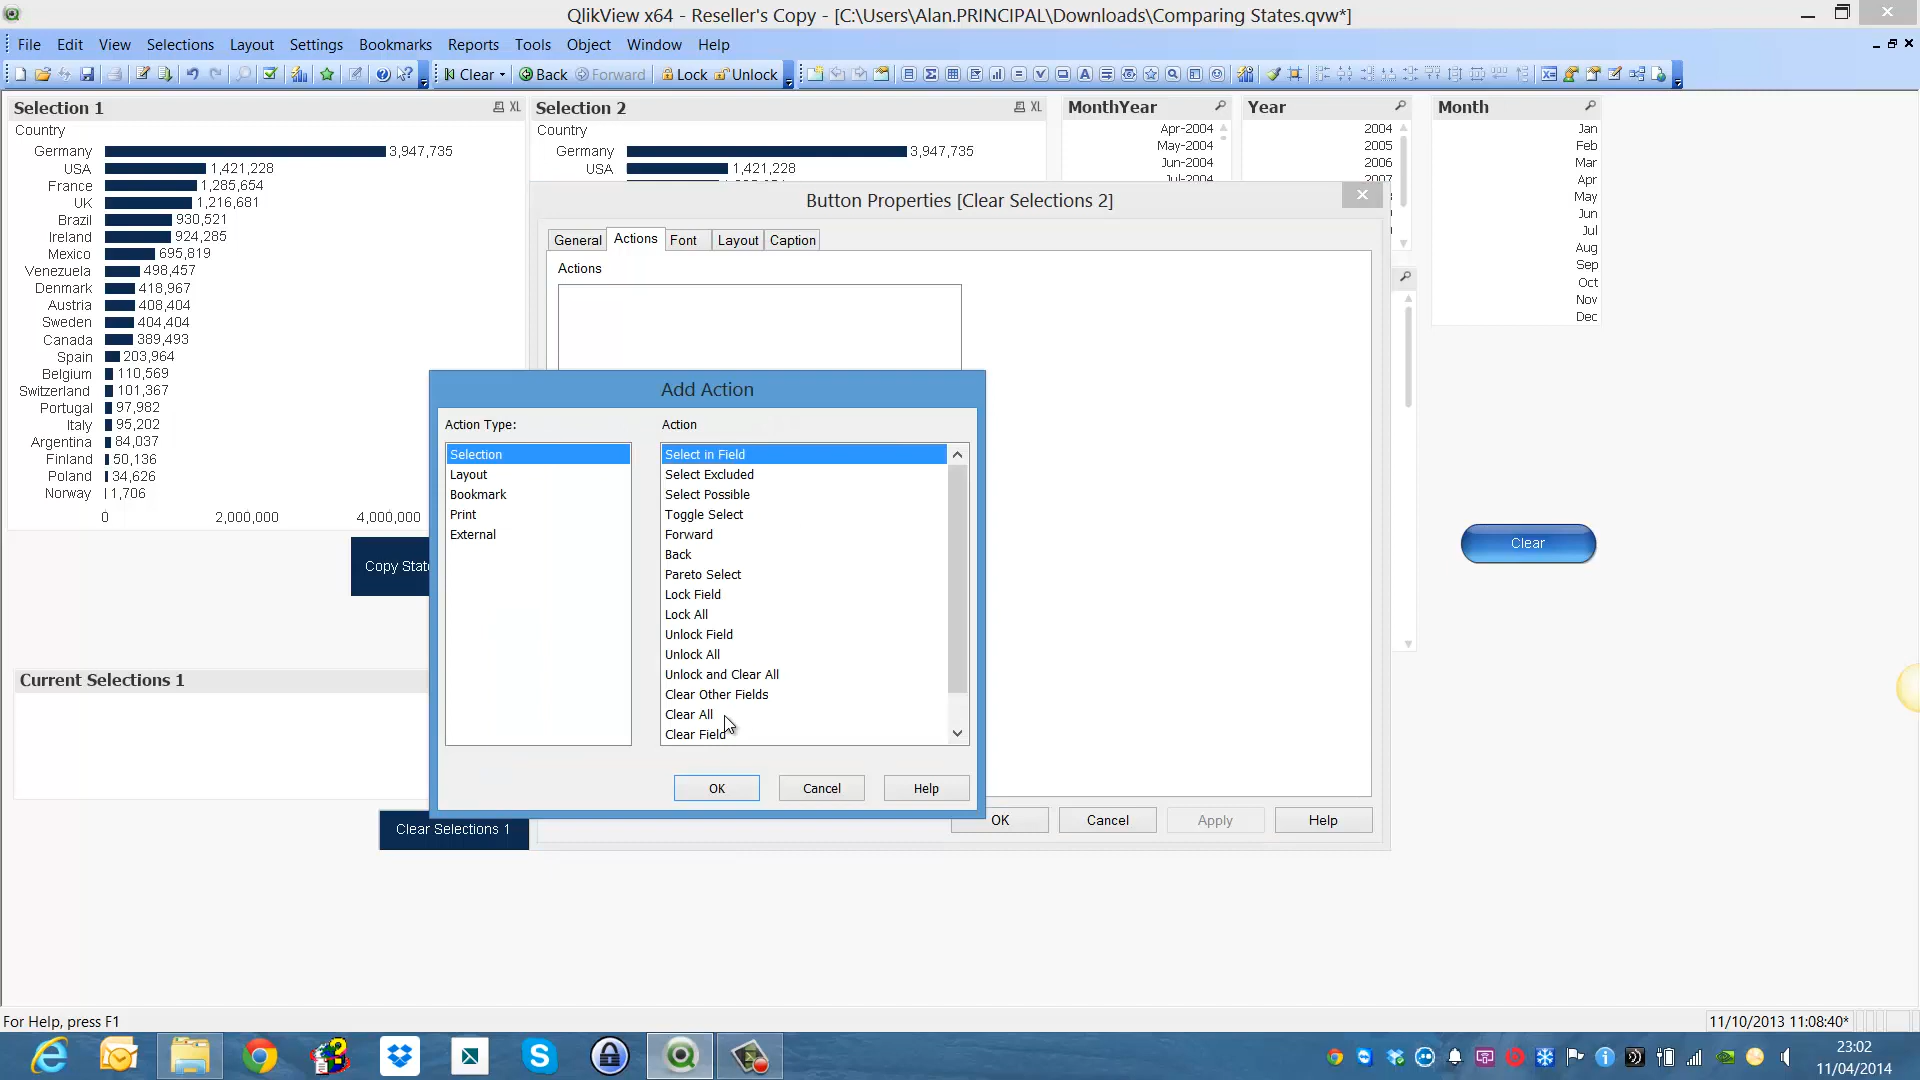 QlikView x64 - Reseller's Copy - [C:\Users\Alan.PRINCIPAL\Downloads\Comparing States.qvw*]
File Edit View Selections Layout Settings Bookmarks Reports Tools Object Window Help
Clear Back Forward Lock Unlock
Selection 1 XL
Country
Germany 3,947,735
USA 1,421,228
France 1,285,654
UK 1,216,681
Brazil 930,521
Ireland 924,285
Mexico 695,819
Venezuela 498,457
Denmark 418,967
Austria 408,404
Sweden 404,404
Canada 389,493
Spain 203,964
Belgium 110,569
Switzerland 101,367
Portugal 97,982
Italy 95,202
Argentina 84,037
Finland 50,136
Poland 34,626
Norway 1,706
0 2,000,000 4,000,000
Selection 2 XL
Country
Germany 3,947,735
USA 1,421,228
MonthYear
Apr-2004
May-2004
Jun-2004
Jul-2004
Year
2004
2005
2006
2007
Month
Jan
Feb
Mar
Apr
May
Jun
Jul
Aug
Sep
Oct
Nov
Dec
Button Properties [Clear Selections 2]
General Actions Font Layout Caption
Actions
Add Action
Action Type:
Selection
Layout
Bookmark
Print
External
Action
Select in Field
Select Excluded
Select Possible
Toggle Select
Forward
Back
Pareto Select
Lock Field
Lock All
Unlock Field
Unlock All
Unlock and Clear All
Clear Other Fields
Clear All
Clear Field
OK Cancel Help
OK Cancel Apply Help
Clear
Copy State
Current Selections 1
Clear Selections 1
For Help, press F1
11/10/2013 11:08:40*
23:02
11/04/2014